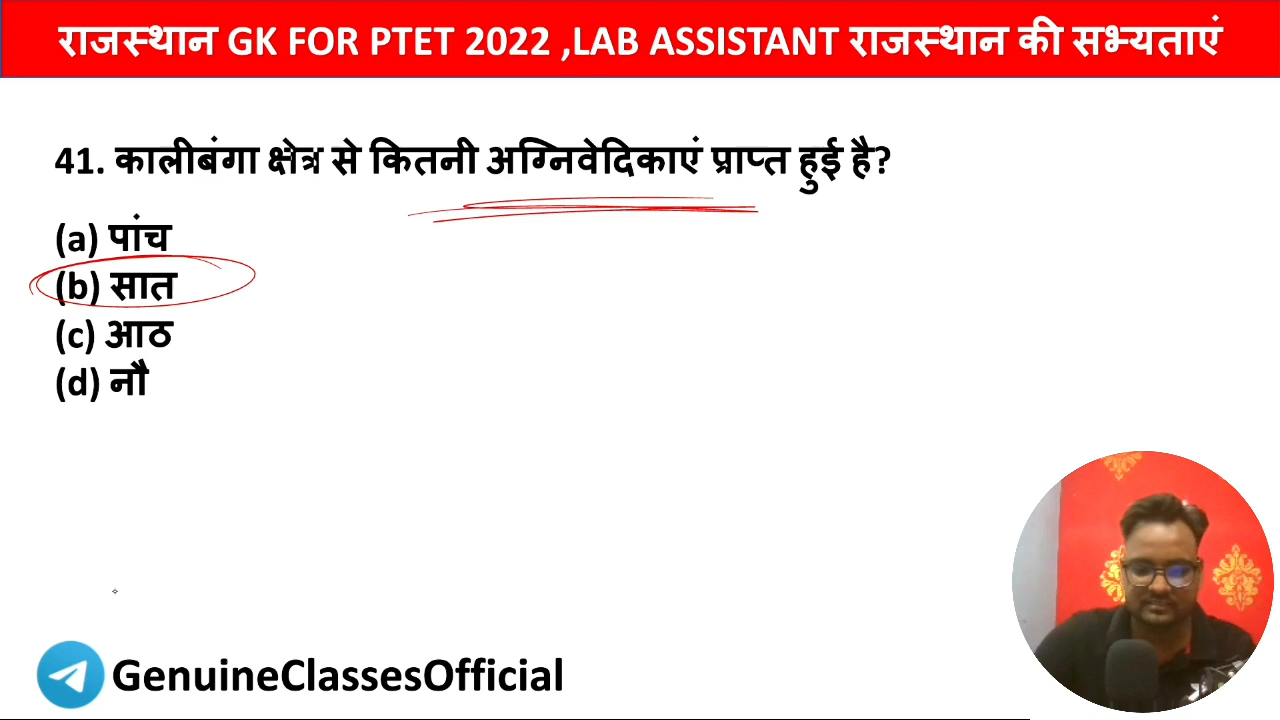 राजस्थान GK FOR PTET 2022 ,LAB ASSISTANT राजस्थान की सभ्यताएं
41. कालीबंगा क्षेत्र से कितनी अग्निवेदिकाएं प्राप्त हुई है?
(a) पांच
(b) सात
(c) आठ
(d) नौ
GenuineClassesOfficial